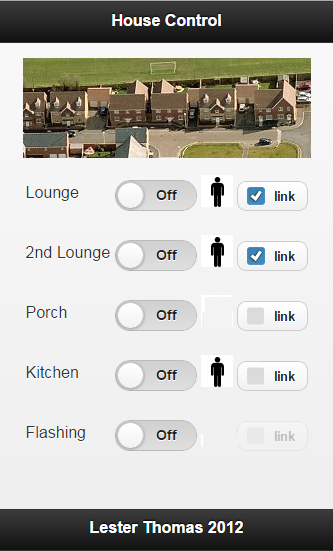 House Control
Lounge Off link
2nd Lounge Off link
Porch Off link
Kitchen Off link
Flashing Off link
Lester Thomas 2012